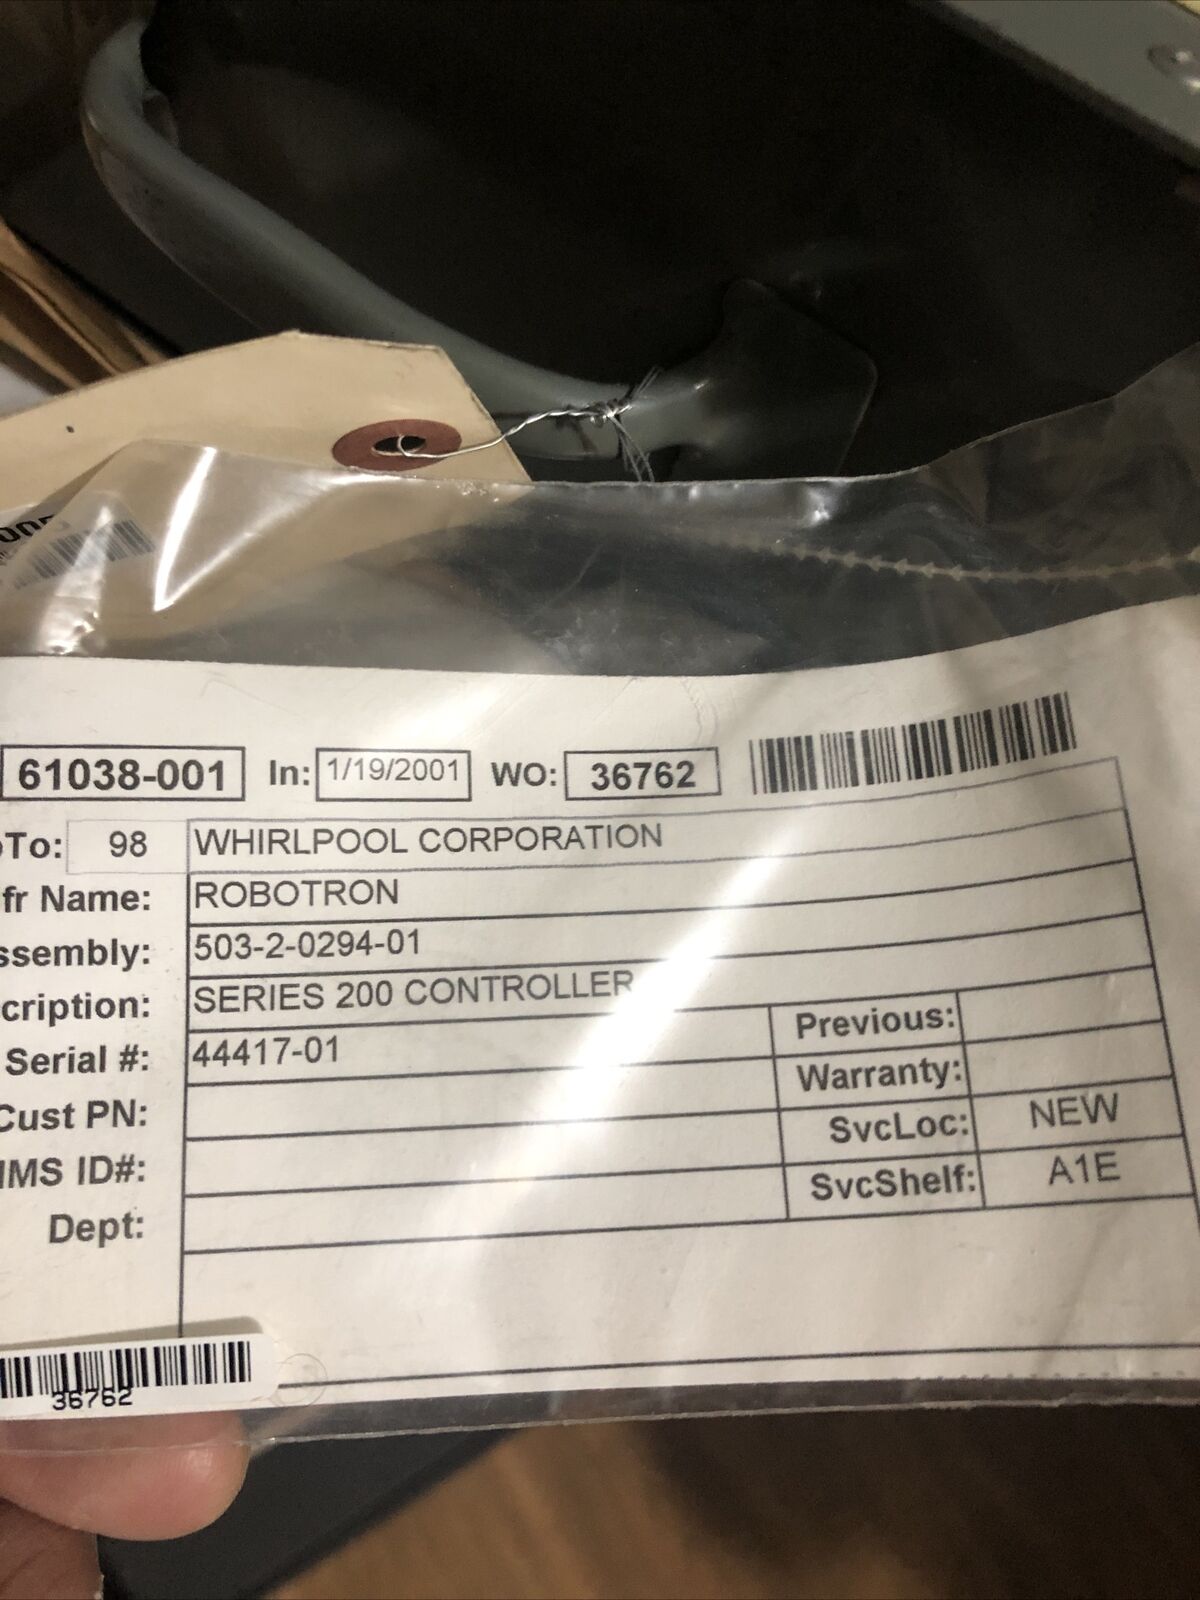 61038-001 In: 1/19/2001 WO: 36762
To: 98 WHIRLPOOL CORPORATION
fr Name: ROBOTRON
ssembly: 503-2-0294-01
cription: SERIES 200 CONTROLLER
Serial #: 44417-01 Previous:
Cust PN: Warranty:
IMS ID#: SvcLoc: NEW
Dept: SvcShelf: A1E
36762